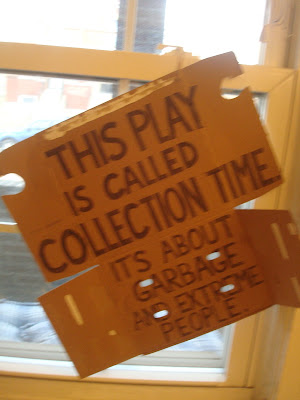 THIS PLAY
IS CALLED
COLLECTION TIME.
IT'S ABOUT
GARBAGE
AND EXTREME
PEOPLE.